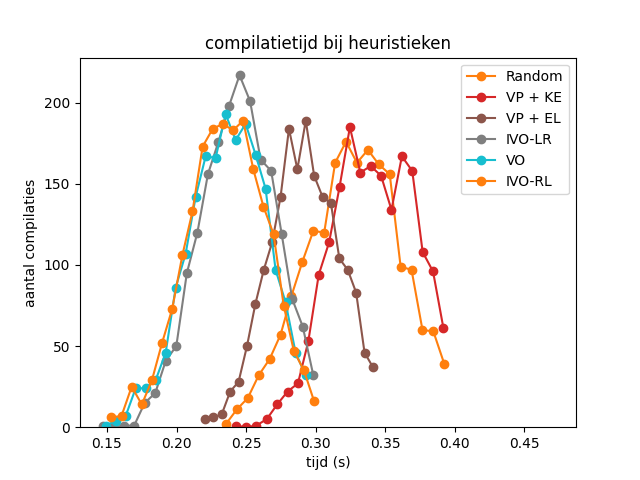 compilatietijd bij heuristieken
aantal compilaties
200
150
100
50
0
Random
VP + KE
VP + EL
IVO-LR
VO
IVO-RL
0.15 0.20 0.25 0.30 0.35 0.40 0.45
tijd (s)